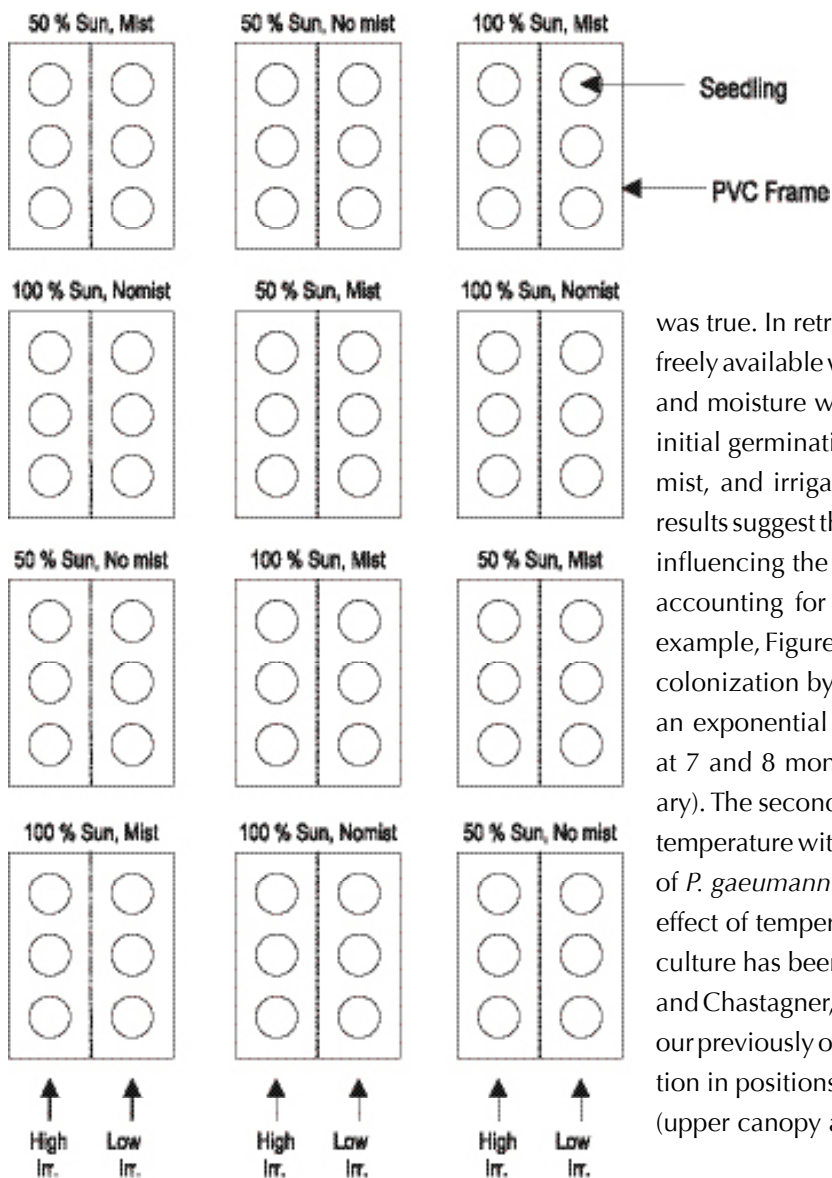 50 % Sun, Mist
50 % Sun, No mist
100 % Sun, Mist
Seedling
PVC Frame
100 % Sun, Nomist
50 % Sun, Mist
100 % Sun, Nomist
50 % Sun, No mist
100 % Sun, Mist
50 % Sun, Mist
100 % Sun, Mist
100 % Sun, Nomist
50 % Sun, No mist
High
Irr.
Low
Irr.
High
Irr.
Low
Irr.
High
Irr.
Low
Irr.
was true. In retr
freely available v
and moisture w
initial germinati
mist, and irriga
results suggest th
influencing the
accounting for
example, Figure
colonization by
an exponential
at 7 and 8 mon
ary). The second
temperature wit
of P. gaeumann
effect of temper
culture has been
and Chastagner,
our previously o
tion in positions
(upper canopy a